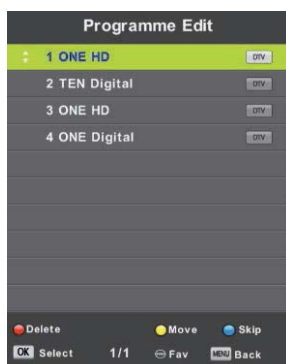 Programme Edit
1 ONE HD DTV
2 TEN Digital DTV
3 ONE HD DTV
4 ONE Digital DTV
Delete Move Skip
OK Select 1/1 Fav MENU Back